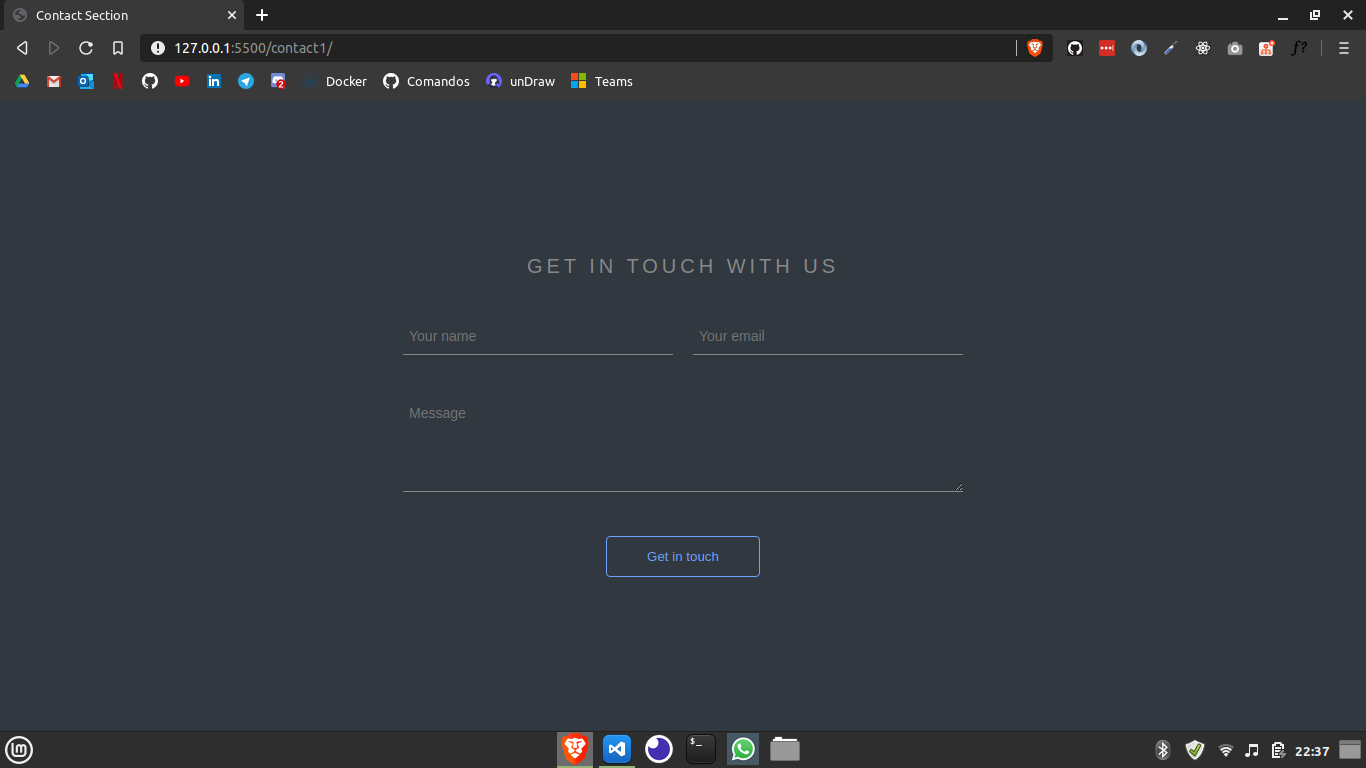 Contact Section
127.0.0.1:5500/contact1/
f?
2
Docker
Comandos
unDraw
Teams
GET IN TOUCH WITH US
Your name
Your email
Message
Get in touch
$_
22:37